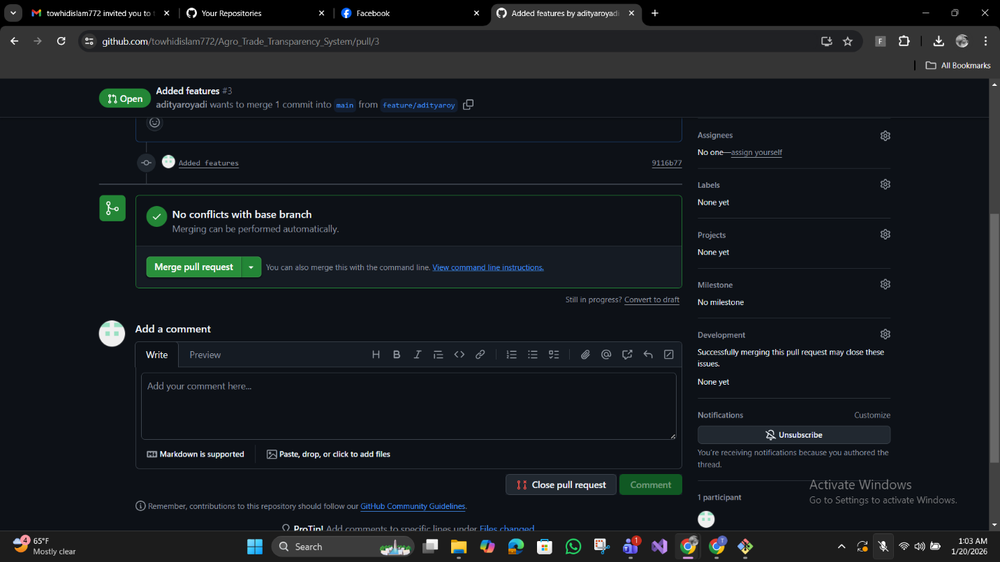 towhidislam772 invited you to t
Your Repositories
Facebook
Added features by adityaroyadi
github.com/towhidislam772/Agro_Trade_Transparency_System/pull/3
F
All Bookmarks
Open
Added features #3
adityaroyadi wants to merge 1 commit into main from feature/adityaroy
Added features
9116b77
No conflicts with base branch
Merging can be performed automatically.
Merge pull request
You can also merge this with the command line. View command line instructions.
Still in progress? Convert to draft
Add a comment
Write
Preview
Add your comment here...
Markdown is supported
Paste, drop, or click to add files
Close pull request
Comment
Remember, contributions to this repository should follow our GitHub Community Guidelines.
ProTip! Add comments to specific lines under Files changed.
Assignees
No one—assign yourself
Labels
None yet
Projects
None yet
Milestone
No milestone
Development
Successfully merging this pull request may close these
issues.
None yet
Notifications
Customize
Unsubscribe
You're receiving notifications because you authored the
thread.
1 participant
Activate Windows
Go to Settings to activate Windows.
4
65°F
Mostly clear
Search
1
T
1:03 AM
1/20/2026